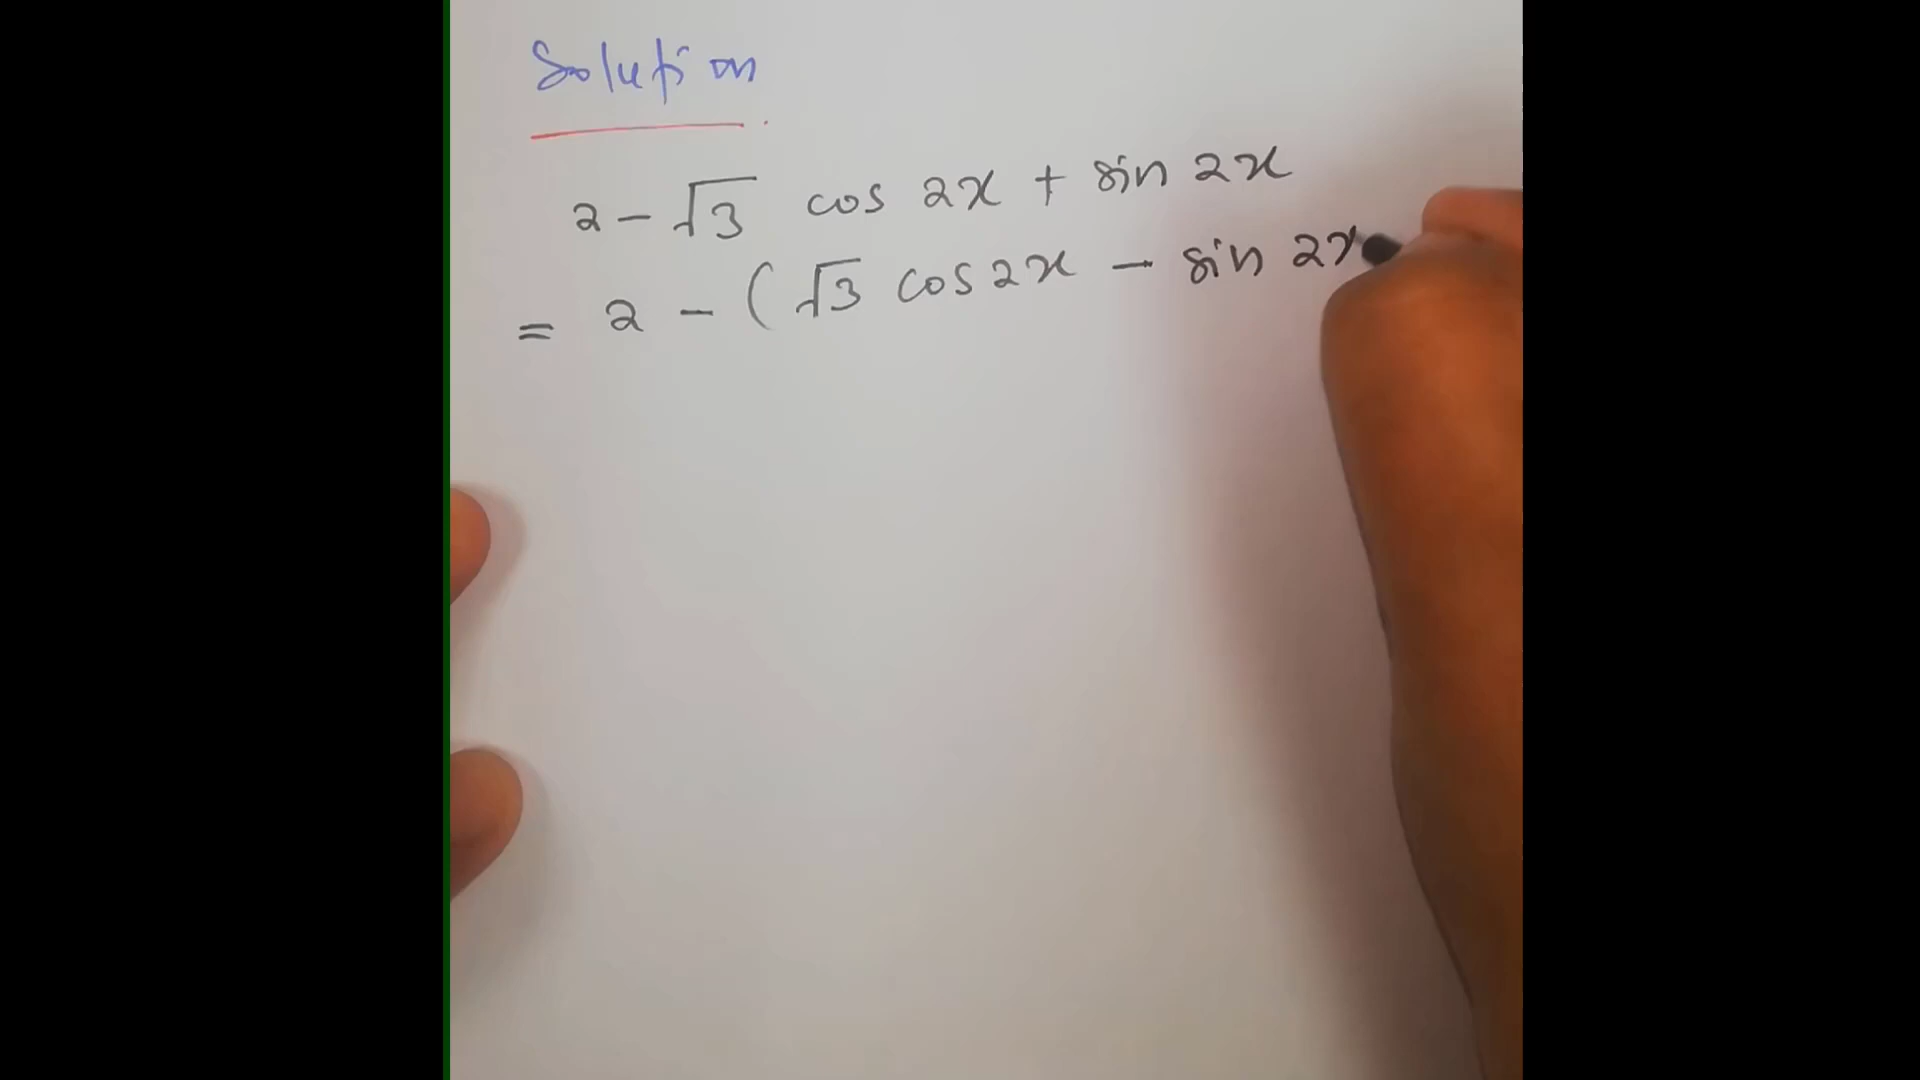 Solution
2 - √3 cos 2x + sin 2x
= 2 - (√3 cos 2x - sin 2x